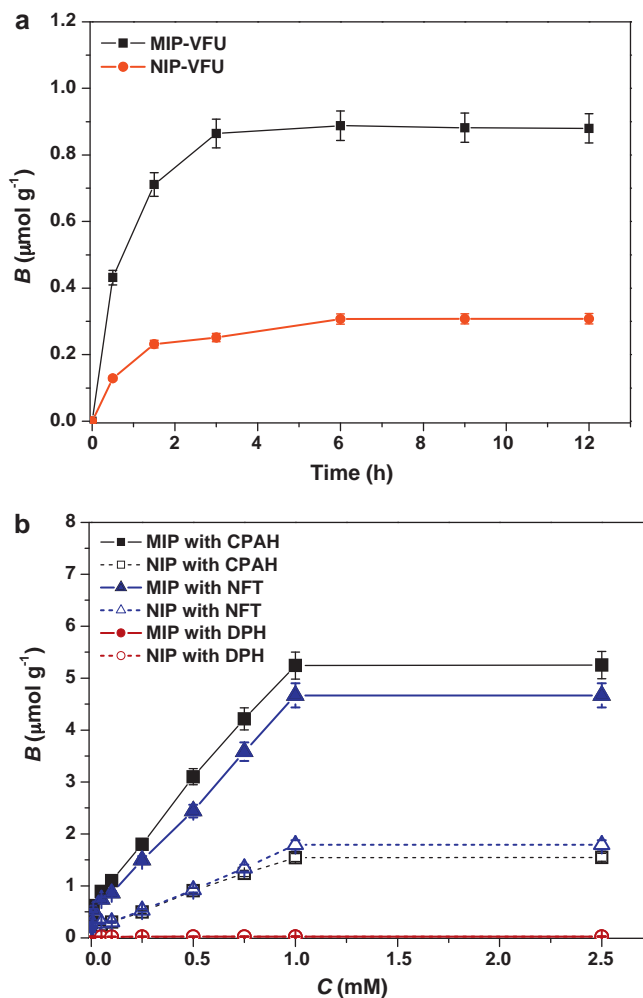 a
1.2
1.0
0.8
0.6
0.4
0.2
0.0
B (μmol g⁻¹)
MIP-VFU
NIP-VFU
0 2 4 6 8 10 12
Time (h)
b
8
7
6
5
4
3
2
1
0
B (μmol g⁻¹)
MIP with CPAH
NIP with CPAH
MIP with NFT
NIP with NFT
MIP with DPH
NIP with DPH
0.0 0.5 1.0 1.5 2.0 2.5
C (mM)